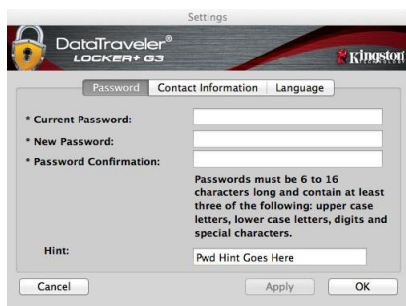 Settings
DataTraveler®
LOCKER+ G3
Kingston
TECHNOLOGY
Password Contact Information Language
* Current Password:
* New Password:
* Password Confirmation:
Passwords must be 6 to 16
characters long and contain at least
three of the following: upper case
letters, lower case letters, digits and
special characters.
Hint: Pwd Hint Goes Here
Cancel Apply OK